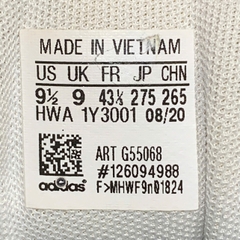 MADE IN VIETNAM
US UK FR JP CHN
9½ 9 43⅓ 275 265
HWA 1Y3001 08/20
ART G55068
#126094988
adidas F>MHWF9n01824